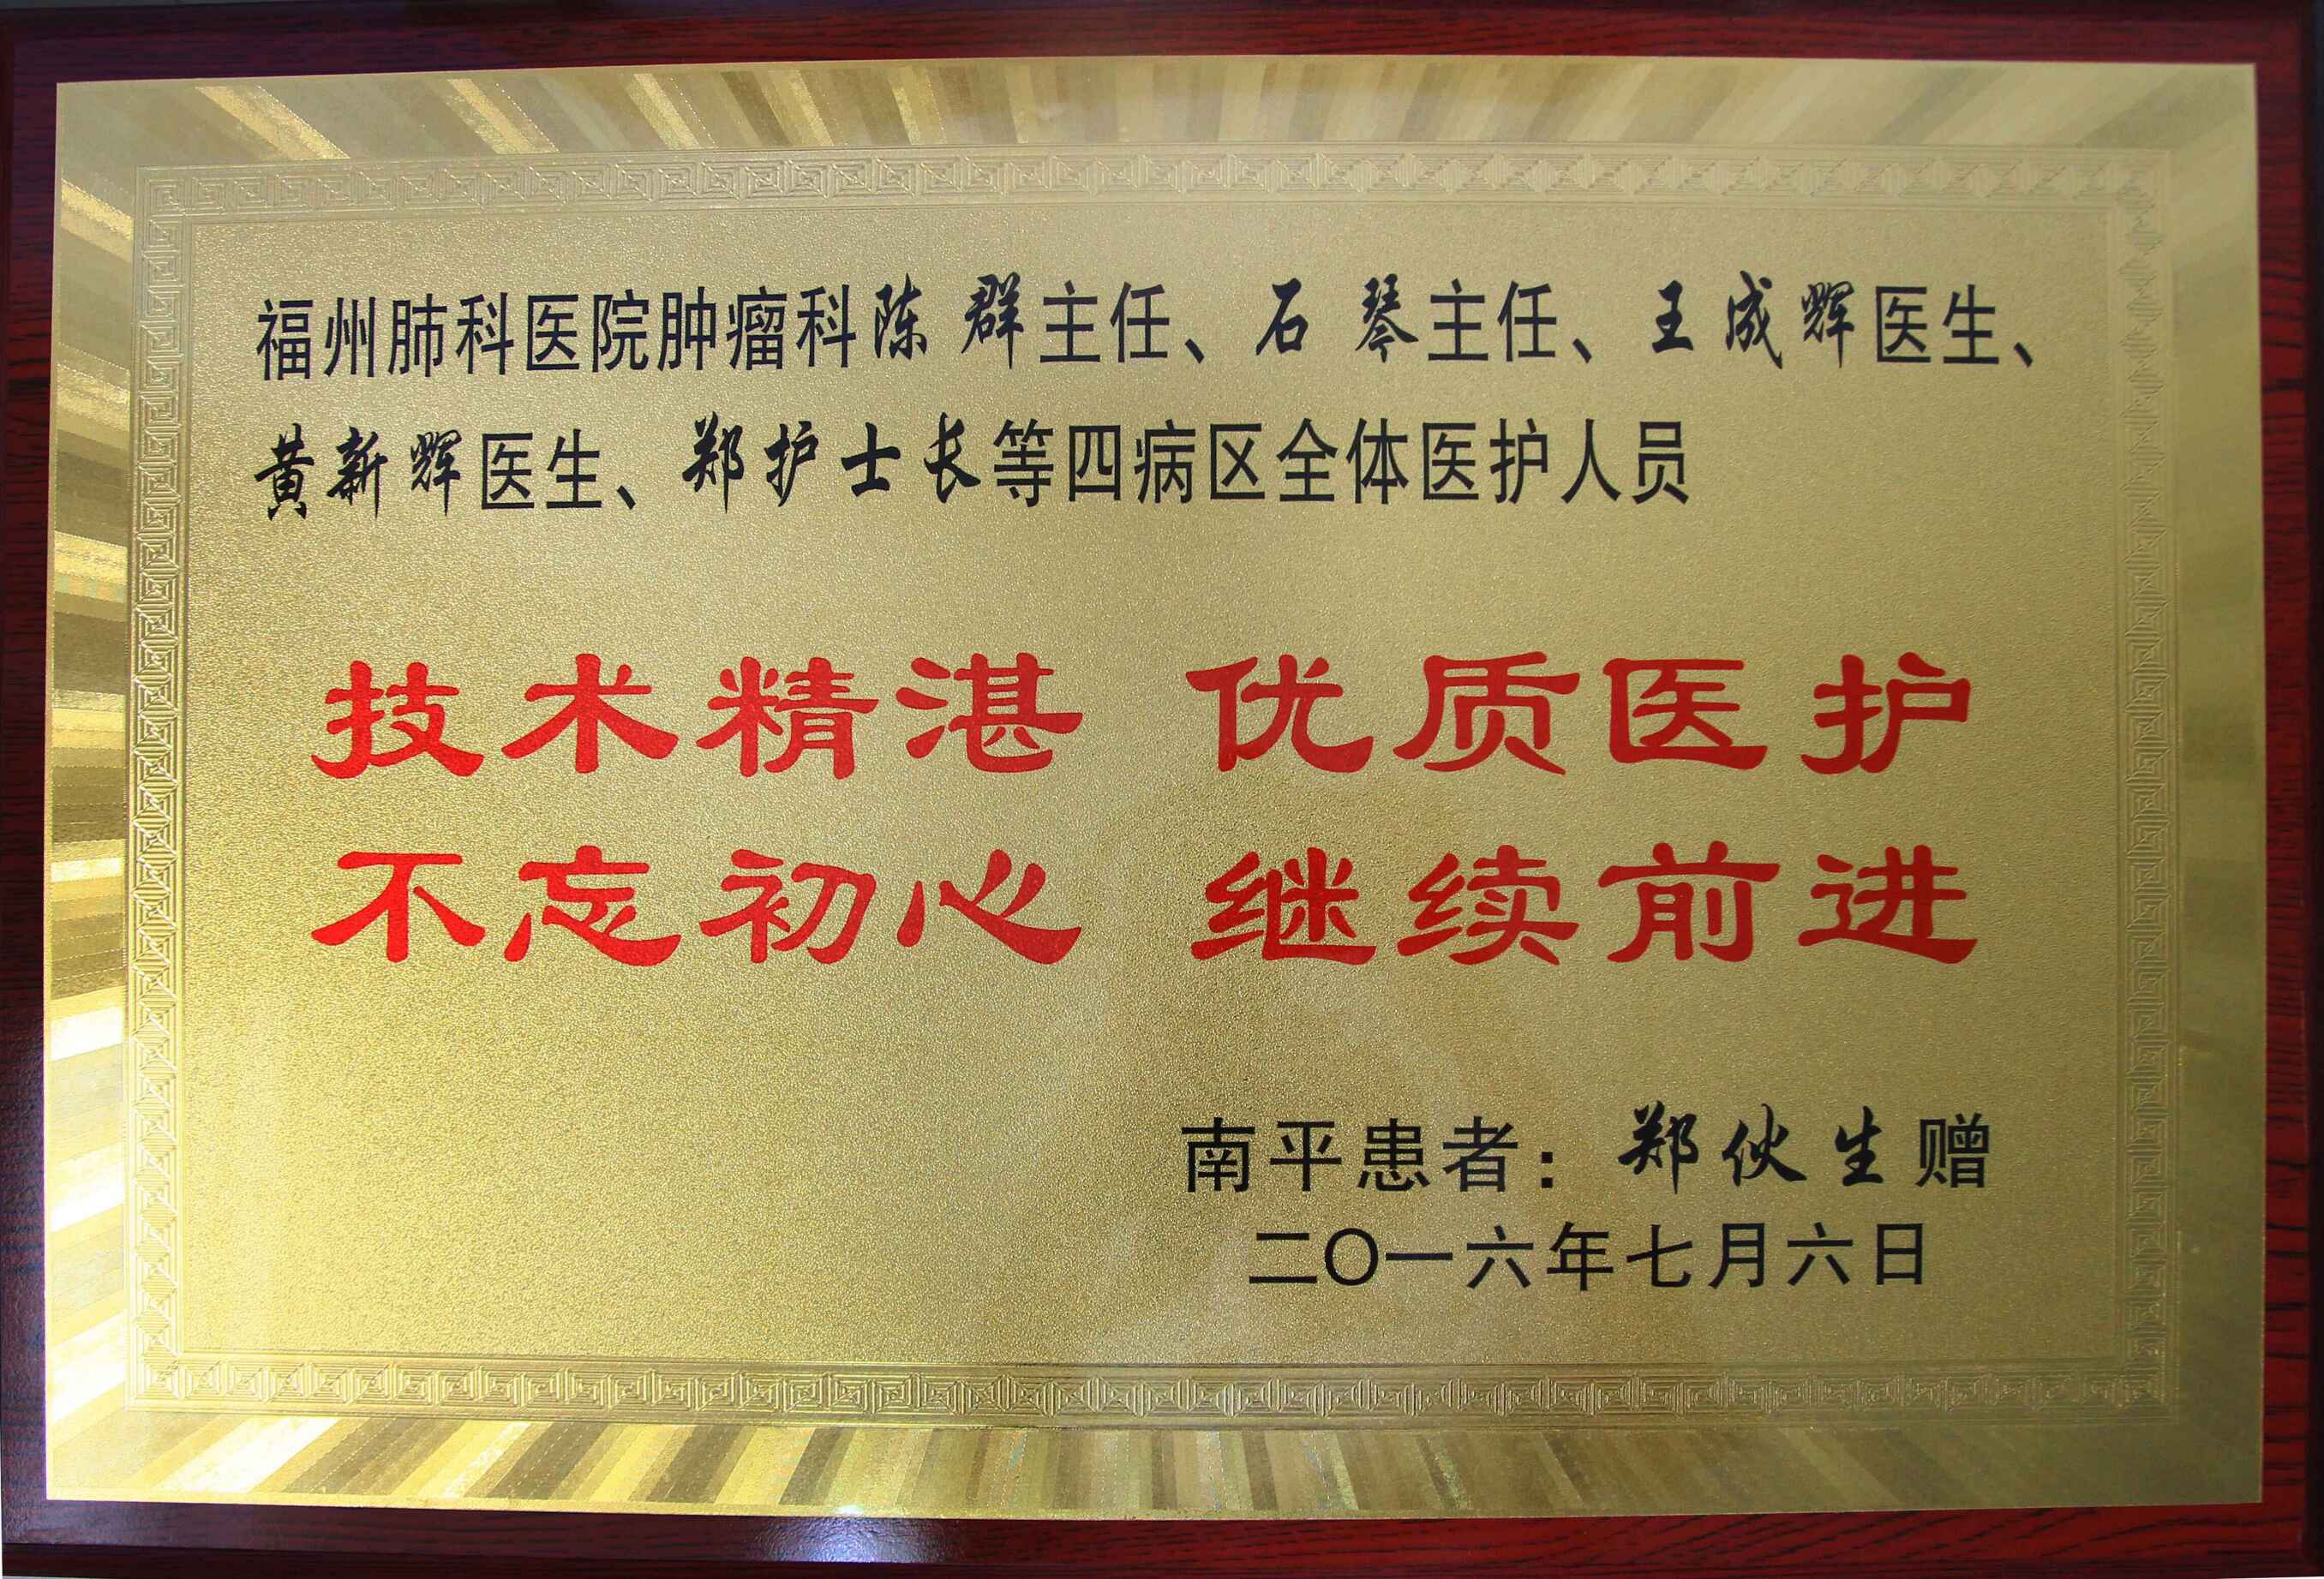 福州肺科医院肿瘤科陈群主任、石琴主任、王成辉医生、
黄新辉医生、郑护士长等四病区全体医护人员
技术精湛 优质医护
不忘初心 继续前进
南平患者：郑伙生赠
二〇一六年七月六日